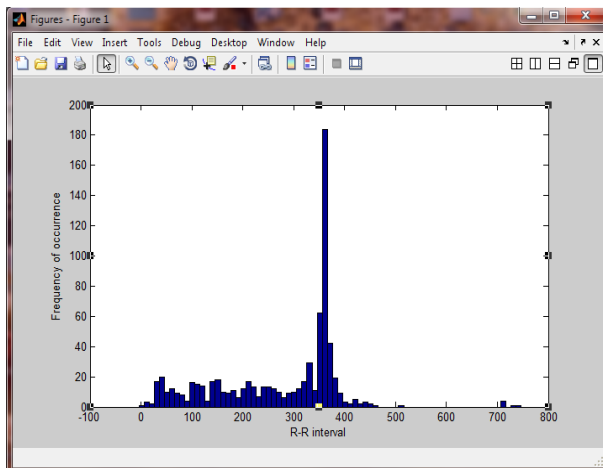 Figures - Figure 1
File Edit View Insert Tools Debug Desktop Window Help
200
180
160
140
120
100
80
60
40
20
0
Frequency of occurrence
-100 0 100 200 300 400 500 600 700 800
R-R interval